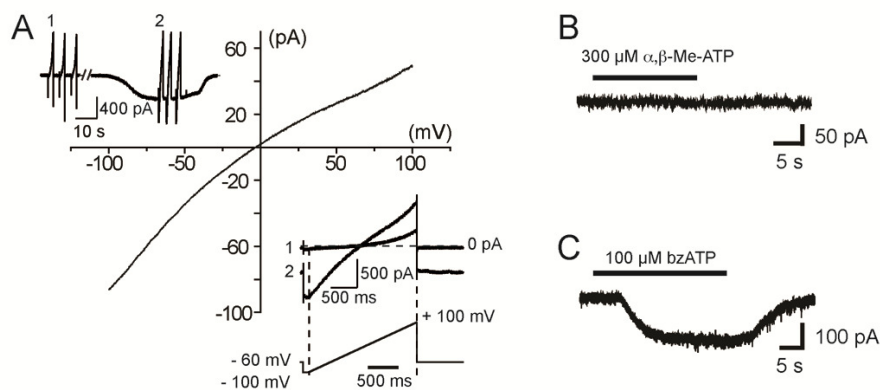 A
1
2
400 pA
10 s
(pA)
60
20
(mV)
-100
-50
50
100
-20
-60
-100
1
2
0 pA
500 pA
500 ms
+ 100 mV
- 60 mV
- 100 mV
500 ms
B
300 µM α,β-Me-ATP
50 pA
5 s
C
100 µM bzATP
100 pA
5 s